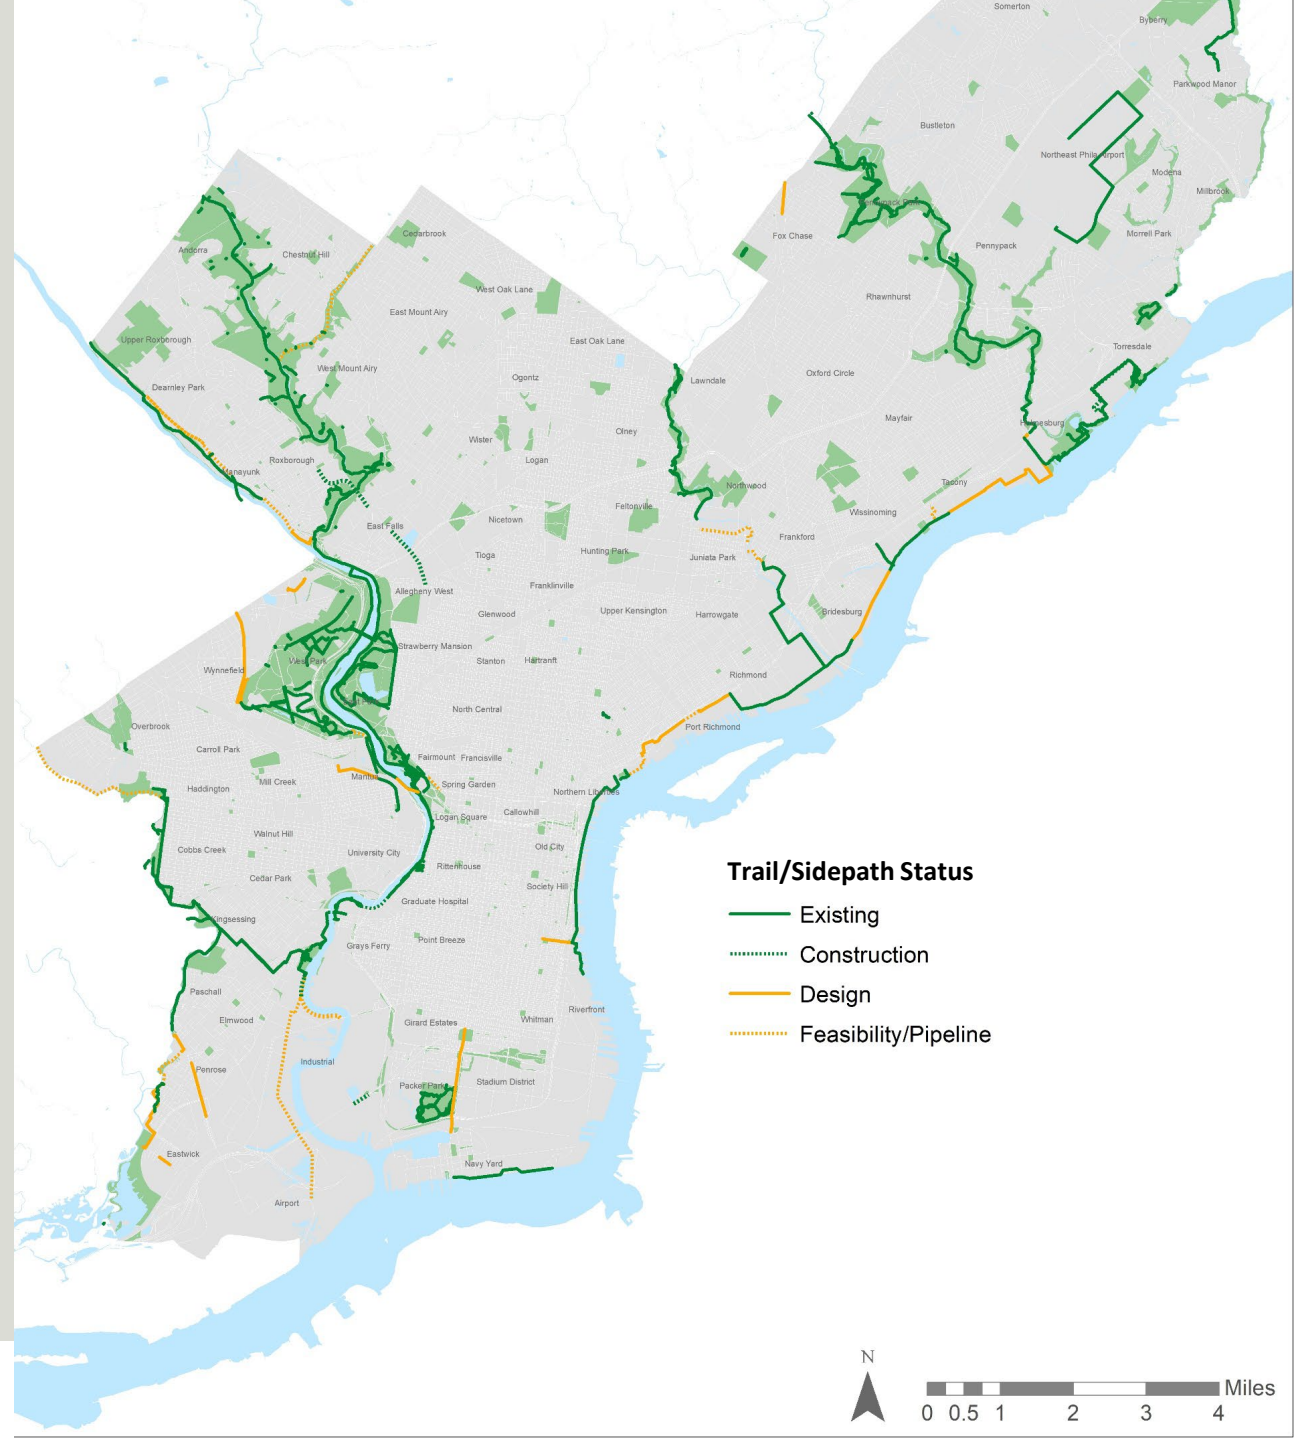 Somerton
Byberry
Parkwood Manor
Bustleton
Northeast Phila Airport
Modena
Millbrook
Pennypack Park
Cedarbrook
Fox Chase
Morrell Park
Andorra
Chestnut Hill
Pennypack
West Oak Lane
Rhawnhurst
East Mount Airy
Upper Roxborough
East Oak Lane
Torresdale
West Mount Airy
Oxford Circle
Ogontz
Lawndale
Dearnley Park
Mayfair
Holmesburg
Olney
Wister
Roxborough
Logan
Manayunk
Northwood
Tacony
Feltonville
Wissinoming
Nicetown
East Falls
Frankford
Hunting Park
Tioga
Juniata Park
Franklinville
Allegheny West
Upper Kensington
Bridesburg
Glenwood
Harrowgate
Strawberry Mansion
West Park
Stanton
Hartranft
Wynnefield
Richmond
East Park
North Central
Overbrook
Port Richmond
Carroll Park
Fairmount
Francisville
Mantua
Mill Creek
Spring Garden
Haddington
Northern Liberties
Callowhill
Logan Square
Walnut Hill
Old City
Cobbs Creek
University City
Rittenhouse
Cedar Park
Society Hill
Graduate Hospital
Kingsessing
Point Breeze
Grays Ferry
Paschall
Riverfront
Elmwood
Girard Estates
Whitman
Industrial
Penrose
Packer Park
Stadium District
Eastwick
Navy Yard
Airport
Trail/Sidepath Status
Existing
Construction
Design
Feasibility/Pipeline
N
Miles
0 0.5 1 2 3 4